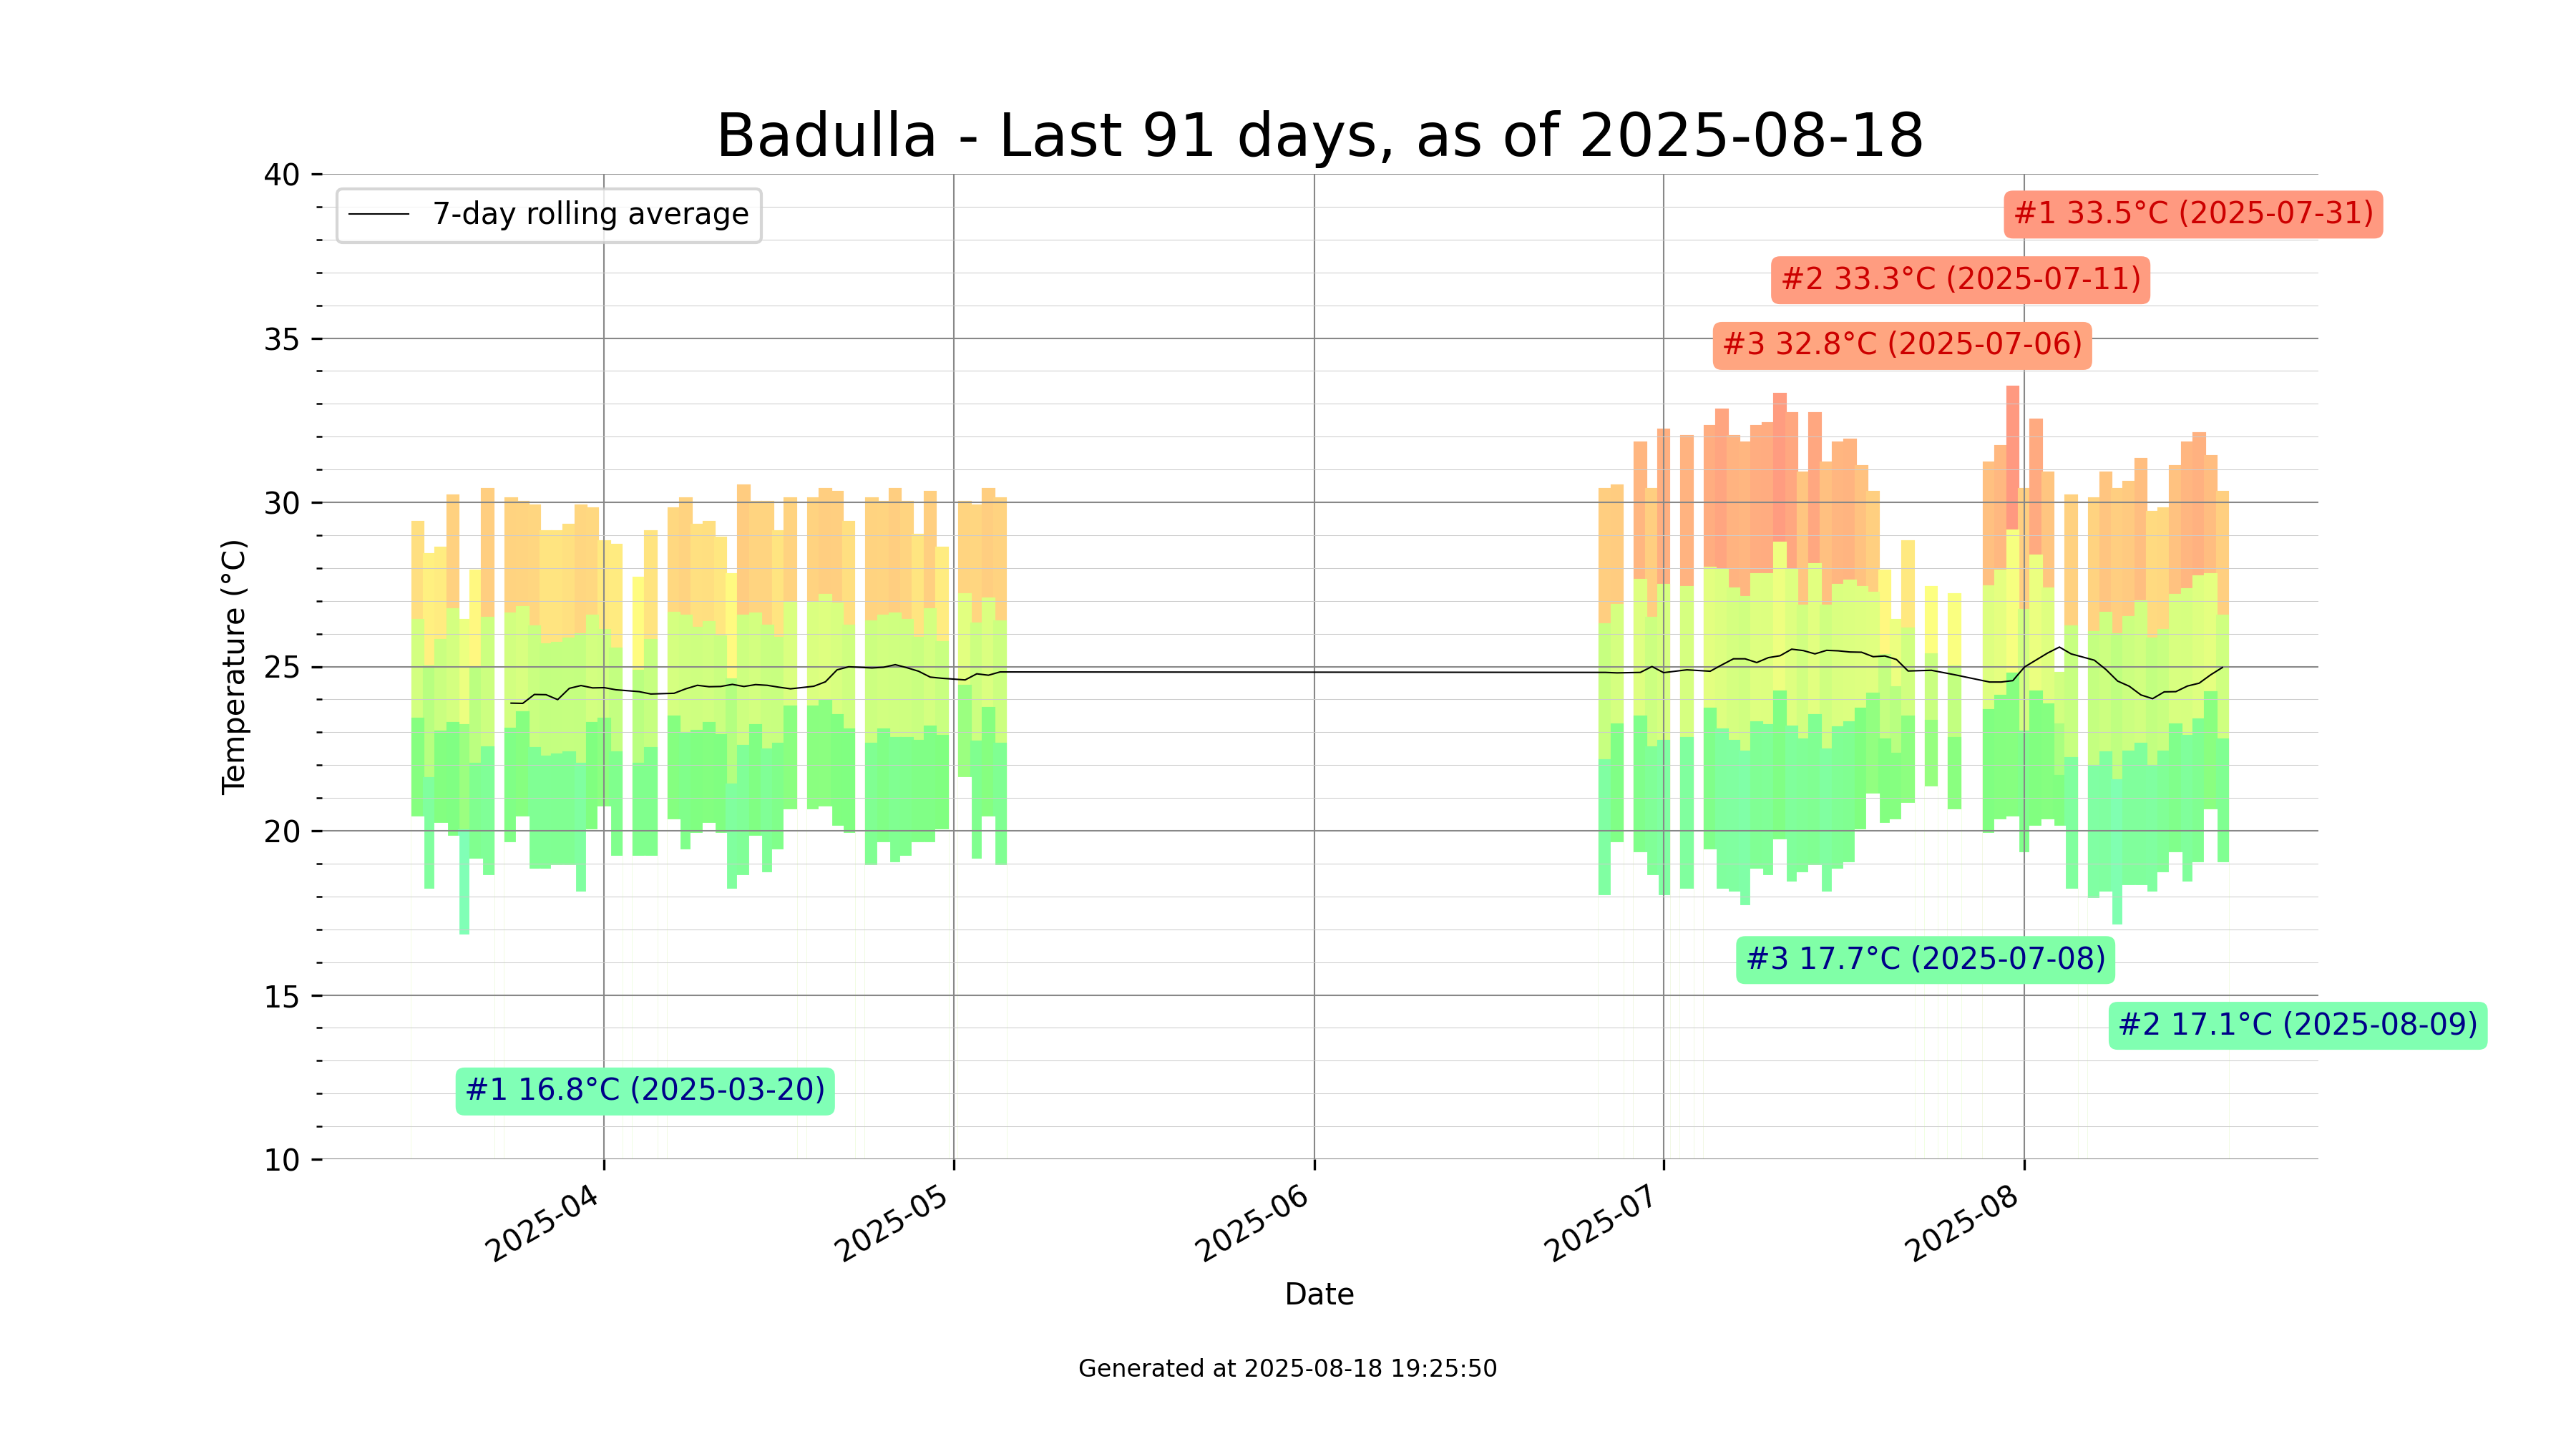 Badulla - Last 91 days, as of 2025-08-18
40
35
30
25
20
15
10
Temperature (°C)
7-day rolling average
#1 33.5°C (2025-07-31)
#2 33.3°C (2025-07-11)
#3 32.8°C (2025-07-06)
#3 17.7°C (2025-07-08)
#2 17.1°C (2025-08-09)
#1 16.8°C (2025-03-20)
2025-04
2025-05
2025-06
2025-07
2025-08
Date
Generated at 2025-08-18 19:25:50